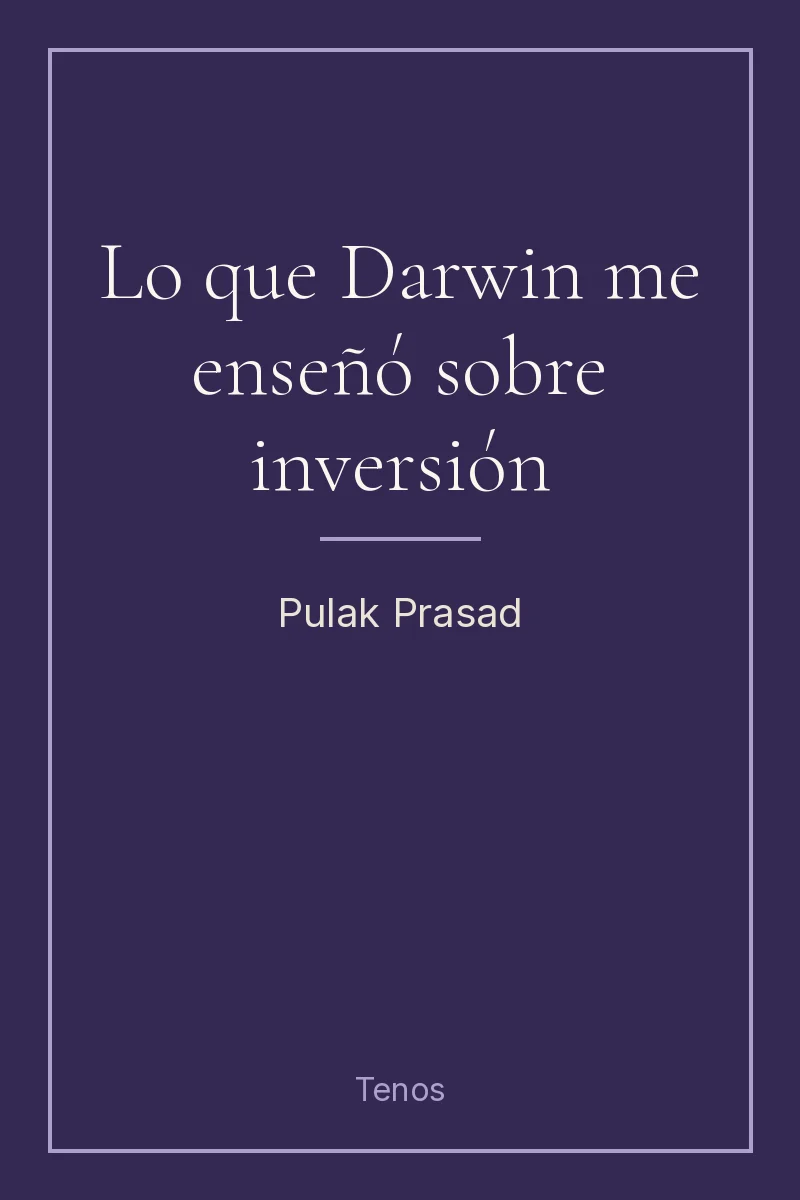 Lo que Darwin me
enseñó sobre
inversión
Pulak Prasad
Tenos